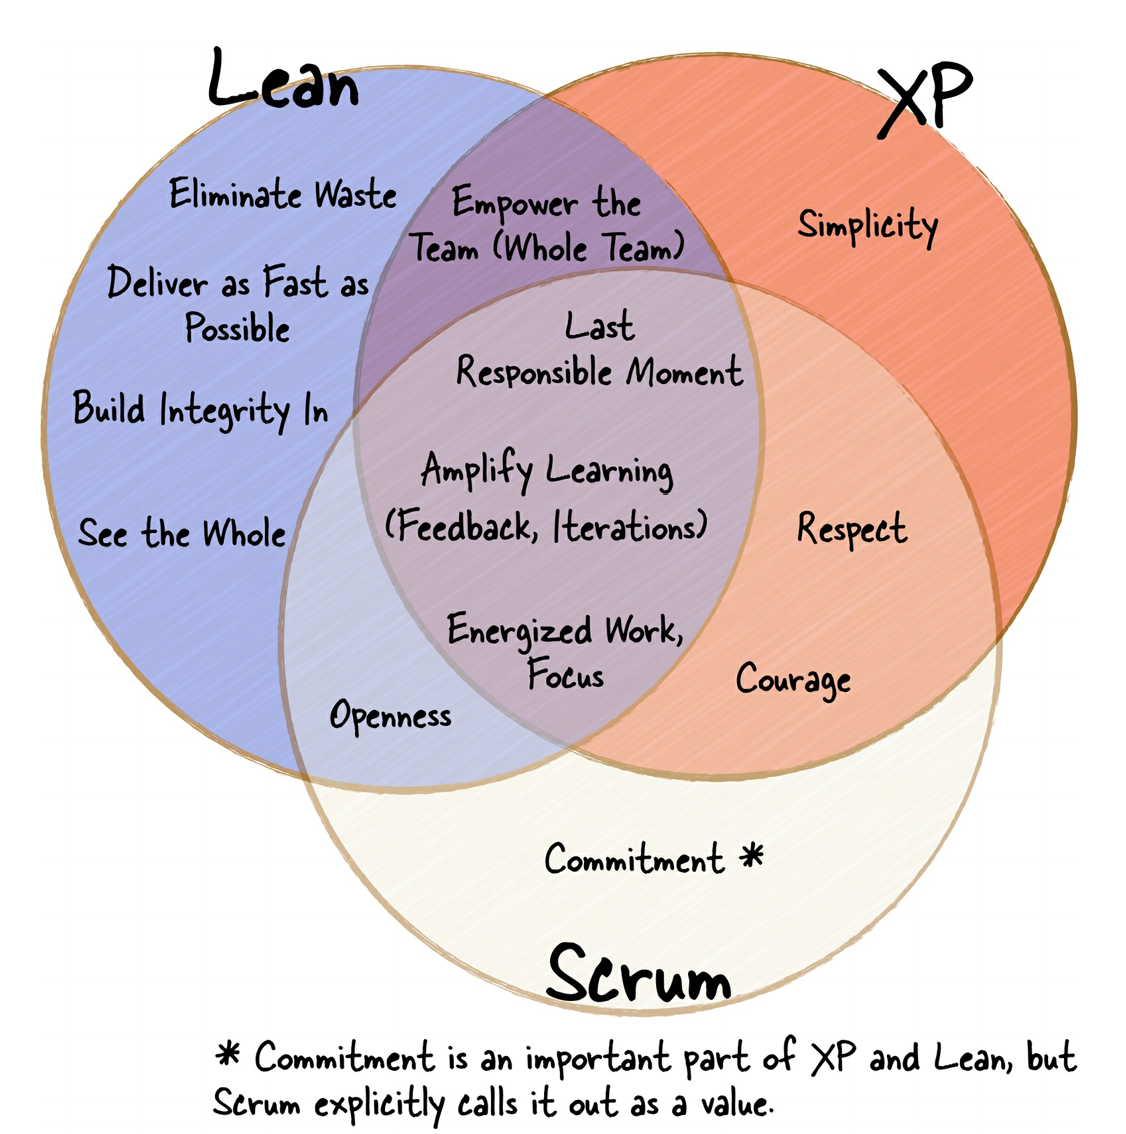 Lean
XP
Eliminate Waste
Deliver as Fast as
Possible
Build Integrity In
See the Whole
Empower the
Team (Whole Team)
Simplicity
Last
Responsible Moment
Amplify Learning
(Feedback, Iterations)
Energized Work,
Focus
Respect
Courage
Openness
Commitment *
Scrum
* Commitment is an important part of XP and Lean, but
Scrum explicitly calls it out as a value.